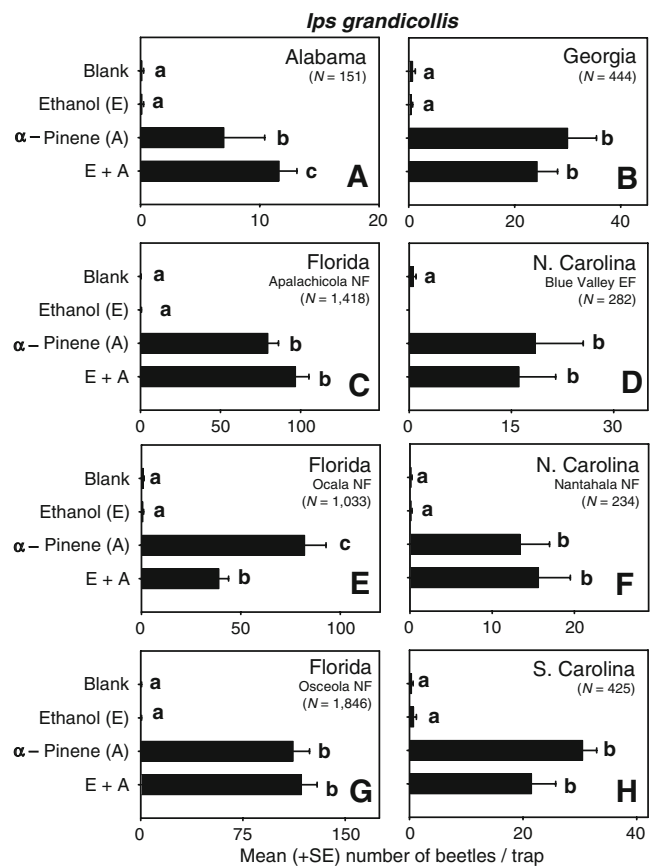 Ips grandicollis
Alabama
(N = 151)
Blank
a
Ethanol (E)
a
α – Pinene (A)
b
E + A
c
A
0 10 20
Georgia
(N = 444)
a
a
b
b
B
0 20 40
Florida
Apalachicola NF
(N = 1,418)
Blank
a
Ethanol (E)
a
α – Pinene (A)
b
E + A
b
C
0 50 100
N. Carolina
Blue Valley EF
(N = 282)
a
b
b
D
0 15 30
Florida
Ocala NF
(N = 1,033)
Blank
a
Ethanol (E)
a
α – Pinene (A)
c
E + A
b
E
0 50 100
N. Carolina
Nantahala NF
(N = 234)
a
a
b
b
F
0 10 20
Florida
Osceola NF
(N = 1,846)
Blank
a
Ethanol (E)
a
α – Pinene (A)
b
E + A
b
G
0 75 150
S. Carolina
(N = 425)
a
a
b
b
H
0 20 40
Mean (+SE) number of beetles / trap